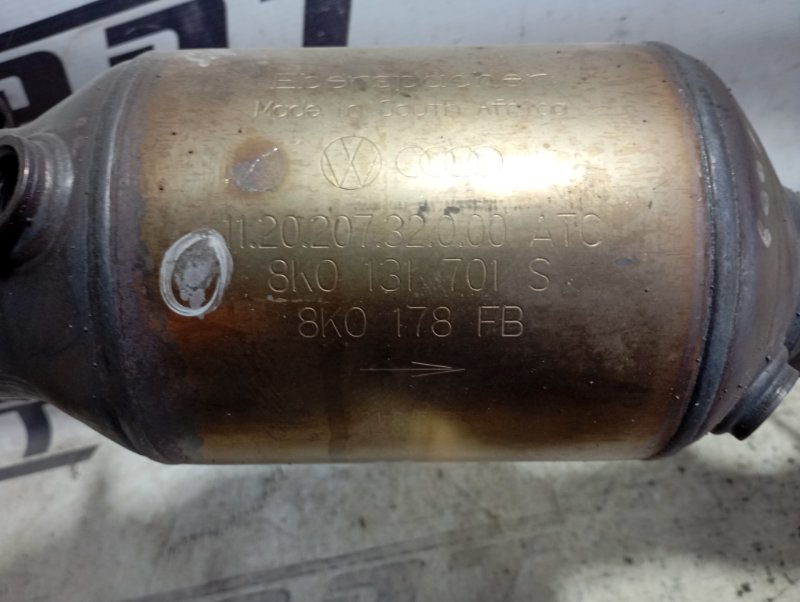 Eberspächer
Made in South Africa
11.20.207.32.0.00 ATC
8K0 131 701 S
8K0 178 FB